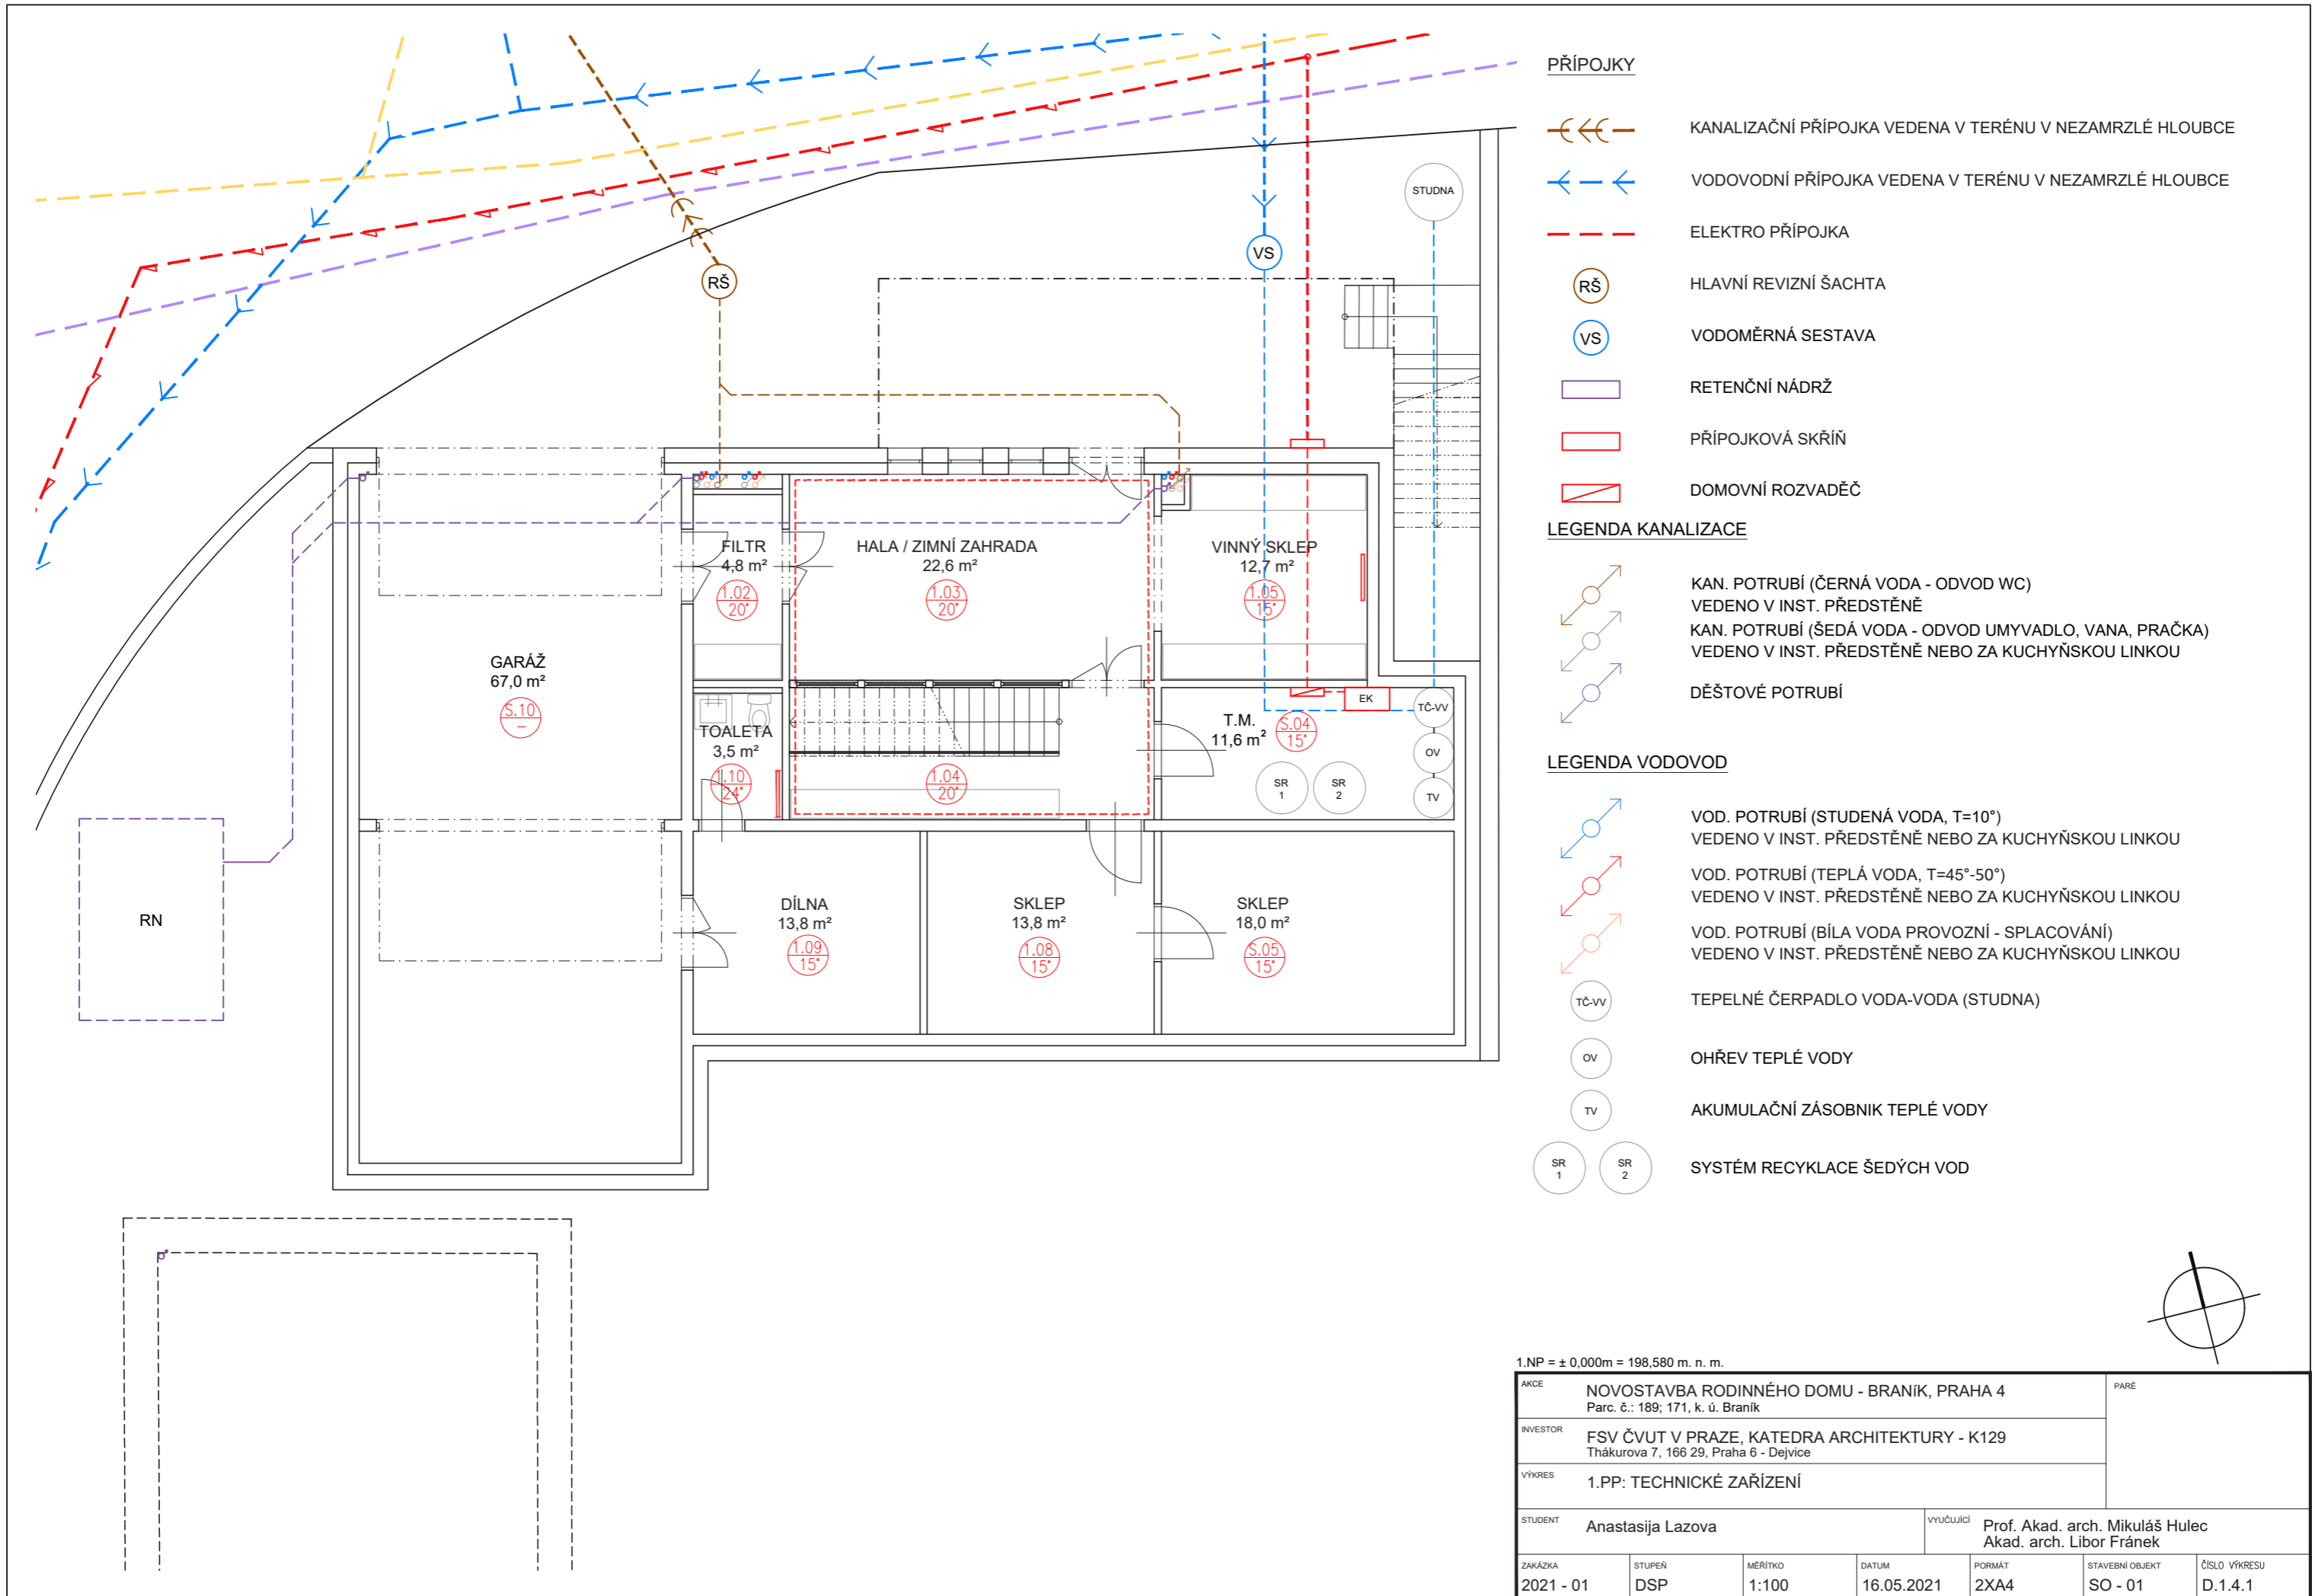 PŘÍPOJKY
KANALIZAČNÍ PŘÍPOJKA VEDENA V TERÉNU V NEZAMRZLÉ HLOUBCE
VODOVODNÍ PŘÍPOJKA VEDENA V TERÉNU V NEZAMRZLÉ HLOUBCE
ELEKTRO PŘÍPOJKA
RŠ HLAVNÍ REVIZNÍ ŠACHTA
VS VODOMĚRNÁ SESTAVA
RETENČNÍ NÁDRŽ
PŘÍPOJKOVÁ SKŘÍŇ
DOMOVNÍ ROZVADĚČ
LEGENDA KANALIZACE
KAN. POTRUBÍ (ČERNÁ VODA - ODVOD WC)
VEDENO V INST. PŘEDSTĚNĚ
KAN. POTRUBÍ (ŠEDÁ VODA - ODVOD UMYVADLO, VANA, PRAČKA)
VEDENO V INST. PŘEDSTĚNĚ NEBO ZA KUCHYŇSKOU LINKOU
DĚŠTOVÉ POTRUBÍ
LEGENDA VODOVOD
VOD. POTRUBÍ (STUDENÁ VODA, T=10°)
VEDENO V INST. PŘEDSTĚNĚ NEBO ZA KUCHYŇSKOU LINKOU
VOD. POTRUBÍ (TEPLÁ VODA, T=45°-50°)
VEDENO V INST. PŘEDSTĚNĚ NEBO ZA KUCHYŇSKOU LINKOU
VOD. POTRUBÍ (BÍLA VODA PROVOZNÍ - SPLACOVÁNÍ)
VEDENO V INST. PŘEDSTĚNĚ NEBO ZA KUCHYŇSKOU LINKOU
TČ-VV TEPELNÉ ČERPADLO VODA-VODA (STUDNA)
OV OHŘEV TEPLÉ VODY
TV AKUMULAČNÍ ZÁSOBNIK TEPLÉ VODY
SR 1 SR 2 SYSTÉM RECYKLACE ŠEDÝCH VOD
STUDNA
VS
RŠ
FILTR
4,8 m²
1.02
20°
HALA / ZIMNÍ ZAHRADA
22,6 m²
1.03
20°
VINNÝ SKLEP
12,7 m²
1.05
15°
GARÁŽ
67,0 m²
S.10
–
TOALETA
3,5 m²
1.10
24°
1.04
20°
T.M.
11,6 m²
S.04
15°
EK
TČ-VV
OV
TV
SR
1
SR
2
DÍLNA
13,8 m²
1.09
15°
SKLEP
13,8 m²
1.08
15°
SKLEP
18,0 m²
S.05
15°
RN
1.NP = ± 0,000m = 198,580 m. n. m.
AKCE
NOVOSTAVBA RODINNÉHO DOMU - BRANíK, PRAHA 4
Parc. č.: 189; 171, k. ú. Braník
PARÉ
INVESTOR
FSV ČVUT V PRAZE, KATEDRA ARCHITEKTURY - K129
Thákurova 7, 166 29, Praha 6 - Dejvice
VÝKRES
1.PP: TECHNICKÉ ZAŘÍZENÍ
STUDENT
Anastasija Lazova
VYUČUJÍCÍ
Prof. Akad. arch. Mikuláš Hulec
Akad. arch. Libor Fránek
ZAKÁZKA
2021 - 01
STUPEŇ
DSP
MĚŘÍTKO
1:100
DATUM
16.05.2021
PORMÁT
2XA4
STAVEBNÍ OBJEKT
SO - 01
ČÍSLO VÝKRESU
D.1.4.1